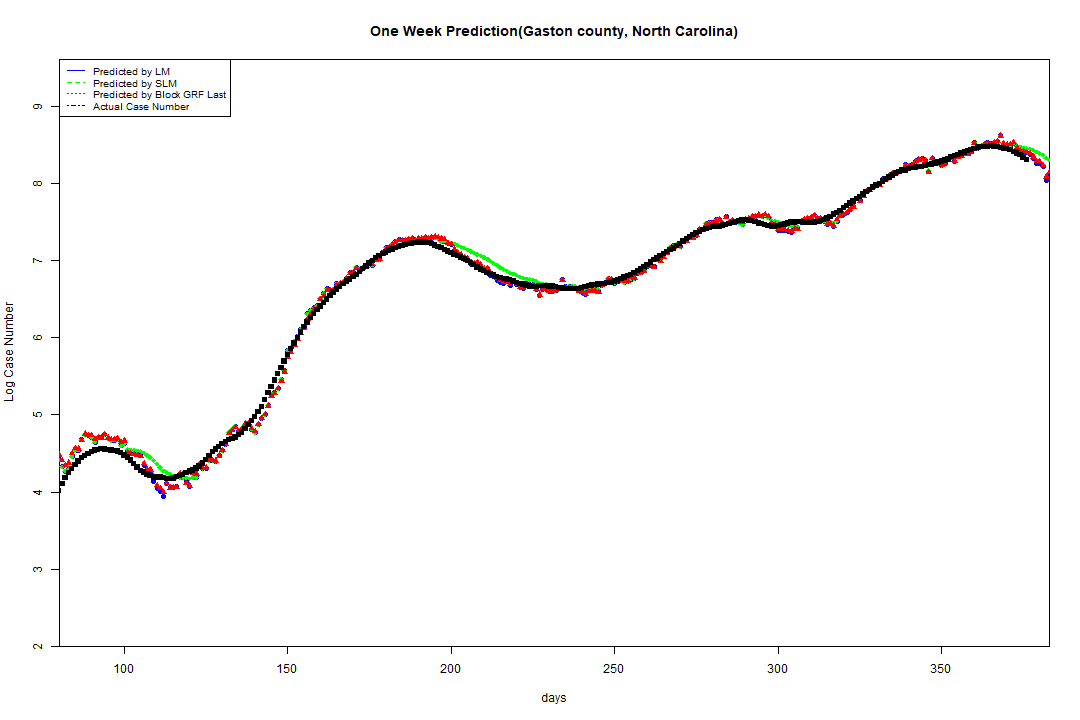 One Week Prediction(Gaston county, North Carolina)
Predicted by LM
Predicted by SLM
Predicted by Block GRF Last
Actual Case Number
9
8
7
6
5
4
3
2
Log Case Number
100 150 200 250 300 350
days